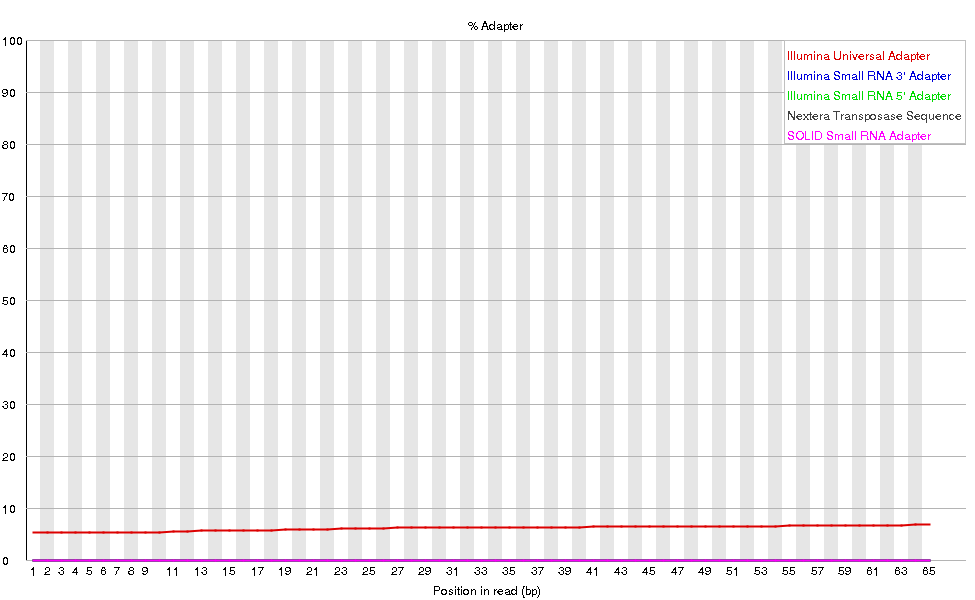 % Adapter
100
90
80
70
60
50
40
30
20
10
0
Illumina Universal Adapter
Illumina Small RNA 3' Adapter
Illumina Small RNA 5' Adapter
Nextera Transposase Sequence
SOLID Small RNA Adapter
1 2 3 4 5 6 7 8 9 11 13 15 17 19 21 23 25 27 29 31 33 35 37 39 41 43 45 47 49 51 53 55 57 59 61 63 65
Position in read (bp)